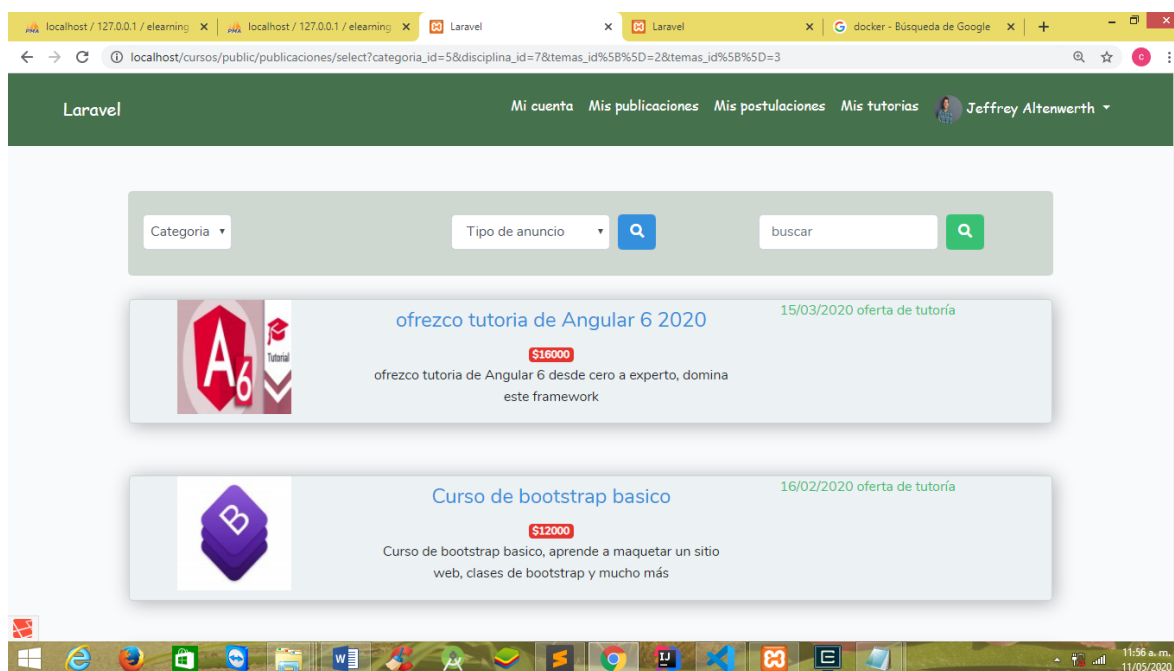 localhost / 127.0.0.1 / elearning
localhost / 127.0.0.1 / elearning
Laravel
Laravel
docker - Búsqueda de Google
localhost/cursos/public/publicaciones/select?categoria_id=5&disciplina_id=7&temas_id%5B%5D=2&temas_id%5B%5D=3
c
Laravel
Mi cuenta Mis publicaciones Mis postulaciones Mis tutorias Jeffrey Altenwerth
Categoria
Tipo de anuncio
buscar
A6
Tutorial
ofrezco tutoria de Angular 6 2020
15/03/2020 oferta de tutoría
$16000
ofrezco tutoria de Angular 6 desde cero a experto, domina
este framework
B
Curso de bootstrap basico
16/02/2020 oferta de tutoría
$12000
Curso de bootstrap basico, aprende a maquetar un sitio
web, clases de bootstrap y mucho más
11:56 a. m.